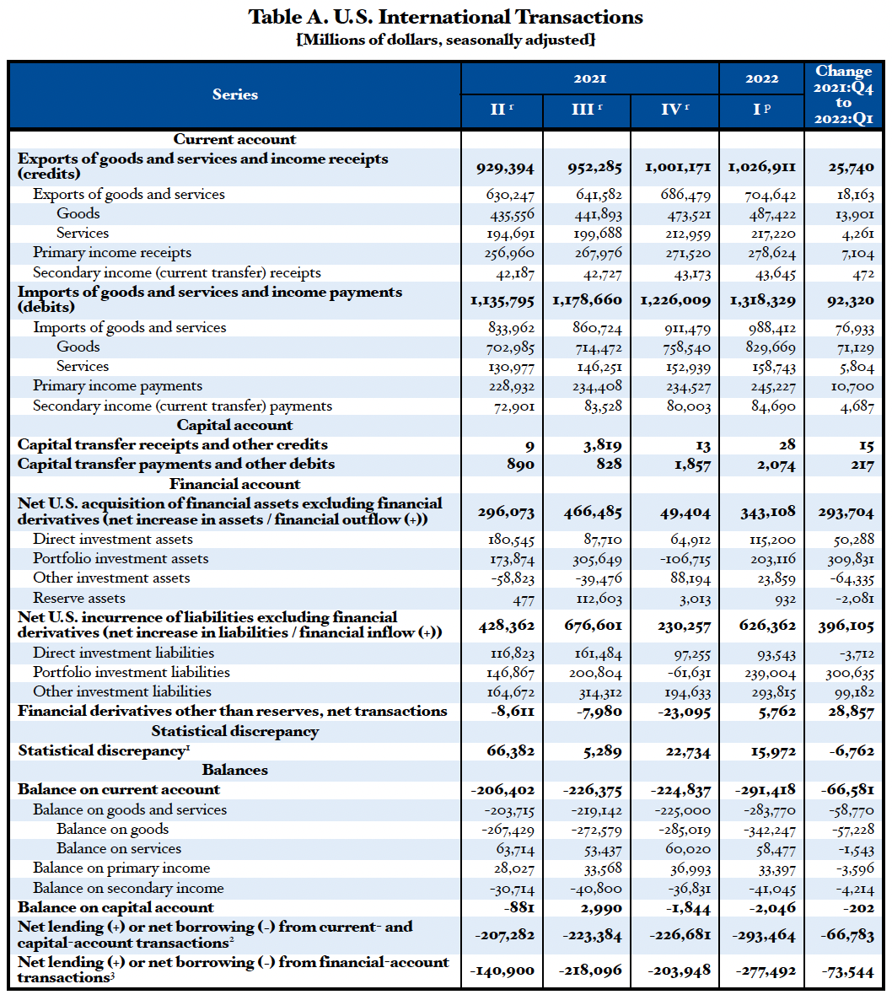 Table A. U.S. International Transactions
[Millions of dollars, seasonally adjusted]
Series 2021 2022 Change 2021:Q4 to 2022:Q1
II r III r IV r I p
Current account
Exports of goods and services and income receipts
(credits) 929,394 952,285 1,001,171 1,026,911 25,740
Exports of goods and services 630,247 641,582 686,479 704,642 18,163
Goods 435,556 441,893 473,521 487,422 13,901
Services 194,691 199,688 212,959 217,220 4,261
Primary income receipts 256,960 267,976 271,520 278,624 7,104
Secondary income (current transfer) receipts 42,187 42,727 43,173 43,645 472
Imports of goods and services and income payments
(debits) 1,135,795 1,178,660 1,226,009 1,318,329 92,320
Imports of goods and services 833,962 860,724 911,479 988,412 76,933
Goods 702,985 714,472 758,540 829,669 71,129
Services 130,977 146,251 152,939 158,743 5,804
Primary income payments 228,932 234,408 234,527 245,227 10,700
Secondary income (current transfer) payments 72,901 83,528 80,003 84,690 4,687
Capital account
Capital transfer receipts and other credits 9 3,819 13 28 15
Capital transfer payments and other debits 890 828 1,857 2,074 217
Financial account
Net U.S. acquisition of financial assets excluding financial
derivatives (net increase in assets / financial outflow (+)) 296,073 466,485 49,404 343,108 293,704
Direct investment assets 180,545 87,710 64,912 115,200 50,288
Portfolio investment assets 173,874 305,649 -106,715 203,116 309,831
Other investment assets -58,823 -39,476 88,194 23,859 -64,335
Reserve assets 477 112,603 3,013 932 -2,081
Net U.S. incurrence of liabilities excluding financial
derivatives (net increase in liabilities / financial inflow (+)) 428,362 676,601 230,257 626,362 396,105
Direct investment liabilities 116,823 161,484 97,255 93,543 -3,712
Portfolio investment liabilities 146,867 200,804 -61,631 239,004 300,635
Other investment liabilities 164,672 314,312 194,633 293,815 99,182
Financial derivatives other than reserves, net transactions -8,611 -7,980 -23,095 5,762 28,857
Statistical discrepancy
Statistical discrepancy¹ 66,382 5,289 22,734 15,972 -6,762
Balances
Balance on current account -206,402 -226,375 -224,837 -291,418 -66,581
Balance on goods and services -203,715 -219,142 -225,000 -283,770 -58,770
Balance on goods -267,429 -272,579 -285,019 -342,247 -57,228
Balance on services 63,714 53,437 60,020 58,477 -1,543
Balance on primary income 28,027 33,568 36,993 33,397 -3,596
Balance on secondary income -30,714 -40,800 -36,831 -41,045 -4,214
Balance on capital account -881 2,990 -1,844 -2,046 -202
Net lending (+) or net borrowing (-) from current- and
capital-account transactions² -207,282 -223,384 -226,681 -293,464 -66,783
Net lending (+) or net borrowing (-) from financial-account
transactions³ -140,900 -218,096 -203,948 -277,492 -73,544